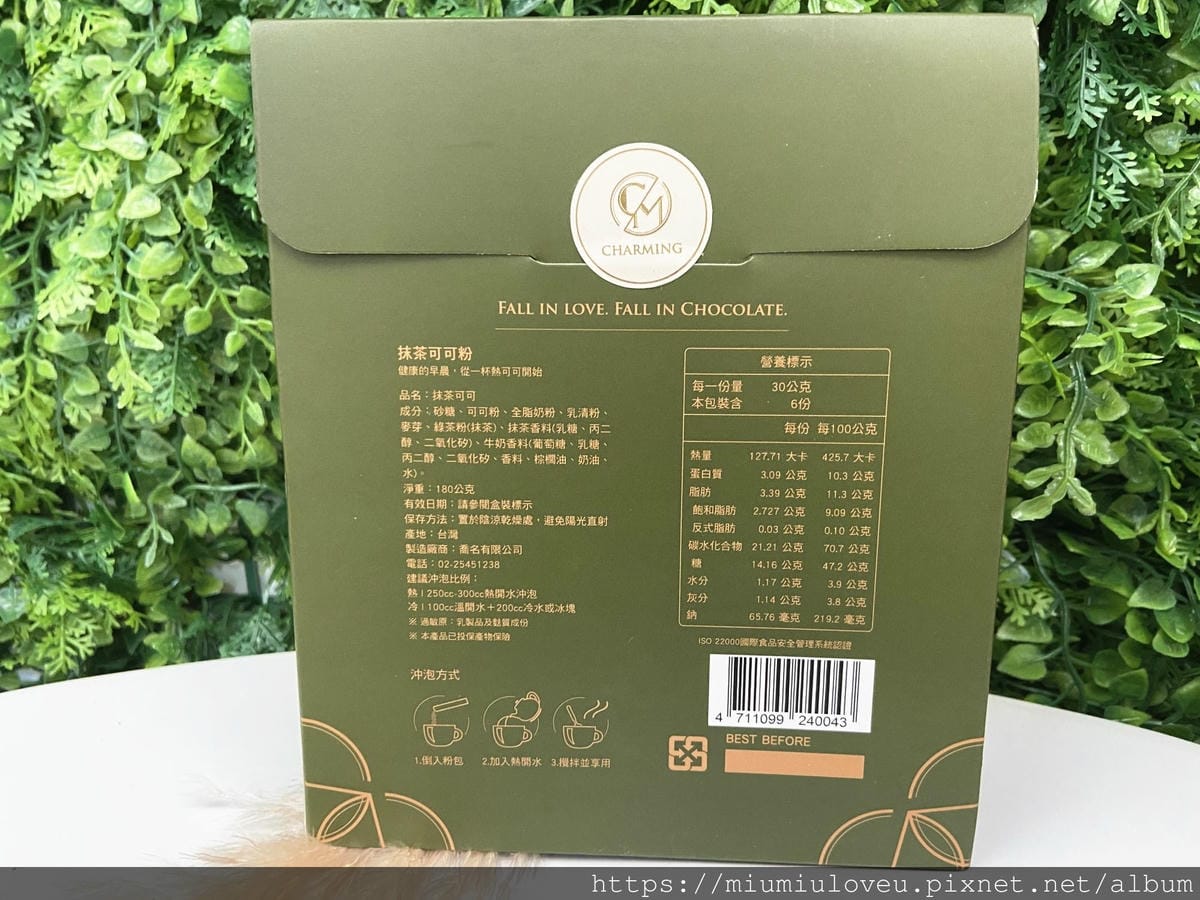 CM
CHARMING
FALL IN LOVE. FALL IN CHOCOLATE.
抹茶可可粉
健康的早晨，從一杯熱可可開始
品名：抹茶可可
成分：砂糖、可可粉、全脂奶粉、乳清粉、
麥芽、綠茶粉(抹茶)、抹茶香料(乳糖、丙二
醇、二氧化矽)、牛奶香料(葡萄糖、乳糖、
丙二醇、二氧化矽、香料、棕櫚油、奶油、
水)。
淨重：180公克
有效日期：請參閱盒裝標示
保存方法：置於陰涼乾燥處，避免陽光直射
產地：台灣
製造廠商：喬名有限公司
電話：02-25451238
建議沖泡比例：
熱 | 250cc-300cc熱開水沖泡
冷 | 100cc溫開水＋200cc冷水或冰塊
※ 過敏原：乳製品及麩質成份
※ 本產品已投保產物保險
沖泡方式
1.倒入粉包 2.加入熱開水 3.攪拌並享用
營養標示
每一份量 30公克
本包裝含 6份
每份 每100公克
熱量 127.71 大卡 425.7 大卡
蛋白質 3.09 公克 10.3 公克
脂肪 3.39 公克 11.3 公克
飽和脂肪 2.727 公克 9.09 公克
反式脂肪 0.03 公克 0.10 公克
碳水化合物 21.21 公克 70.7 公克
糖 14.16 公克 47.2 公克
水分 1.17 公克 3.9 公克
灰分 1.14 公克 3.8 公克
鈉 65.76 毫克 219.2 毫克
ISO 22000國際食品安全管理系統認證
4 711099 240043
BEST BEFORE
https://miumiuloveu.pixnet.net/album